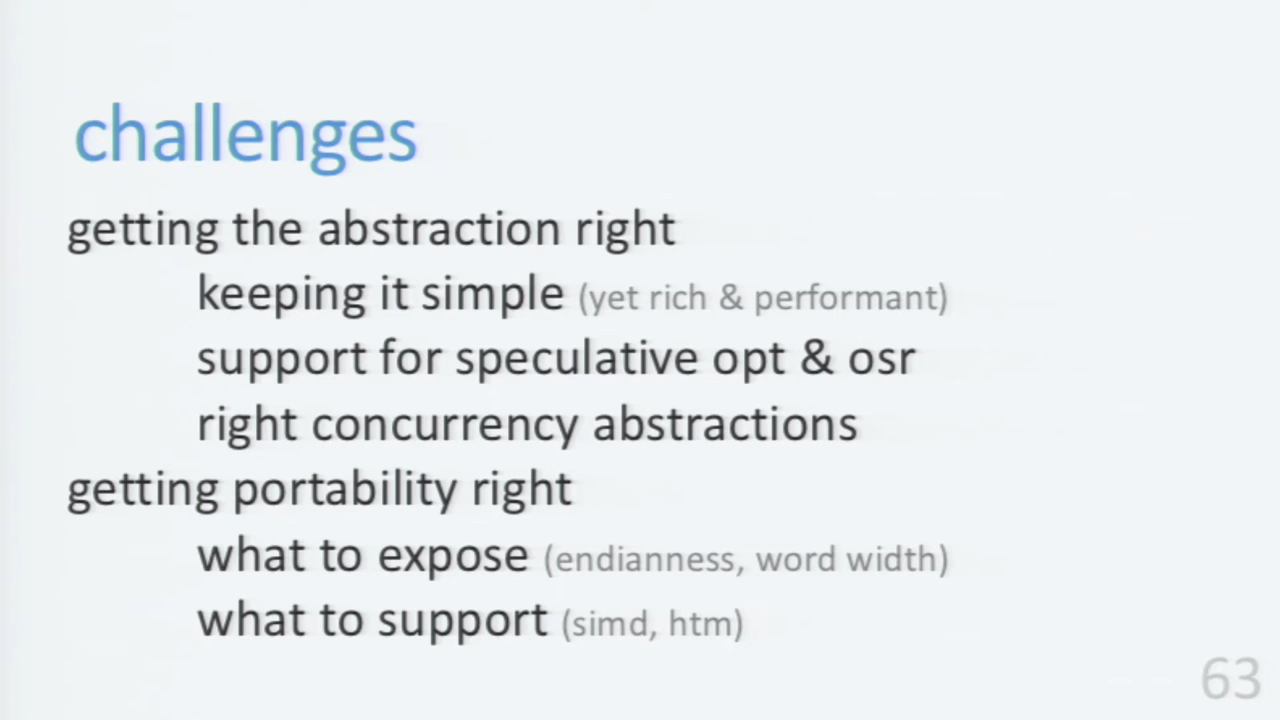 challenges
getting the abstraction right
keeping it simple (yet rich & performant)
support for speculative opt & osr
right concurrency abstractions
getting portability right
what to expose (endianness, word width)
what to support (simd, htm)
63